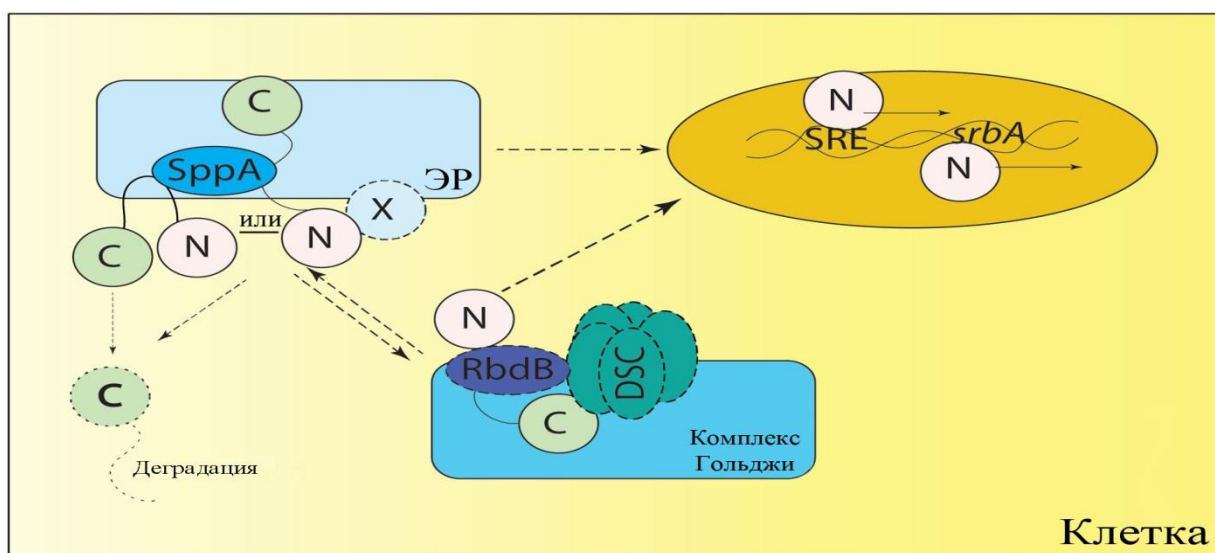 C
SppA
ЭР
C
N
или
N
X
C
Деградация
N
RbdB
DSC
C
Комплекс
Гольджи
N
SRE
srbA
N
Клетка